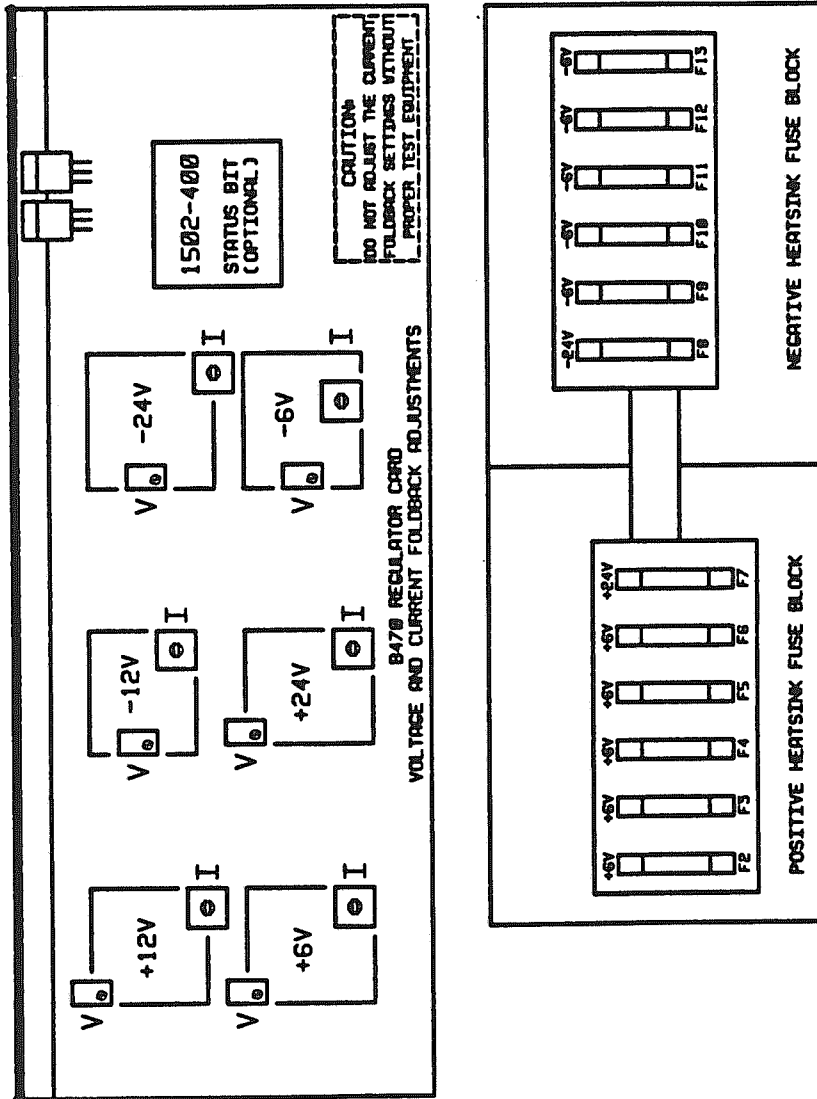 +12V
V
I
-12V
V
I
-24V
V
I
1502-400
STATUS BIT
(OPTIONAL)
+6V
V
I
+24V
V
I
-6V
V
I
CAUTION:
DO NOT ADJUST THE CURRENT
FOLDBACK SETTINGS WITHOUT
PROPER TEST EQUIPMENT
8470 REGULATOR CARD
VOLTAGE AND CURRENT FOLDBACK ADJUSTMENTS
+6V +6V +6V +6V +6V +24V
F2 F3 F4 F5 F6 F7
POSITIVE HEATSINK FUSE BLOCK
-24V -6V -6V -6V -6V -6V
F8 F9 F10 F11 F12 F13
NEGATIVE HEATSINK FUSE BLOCK